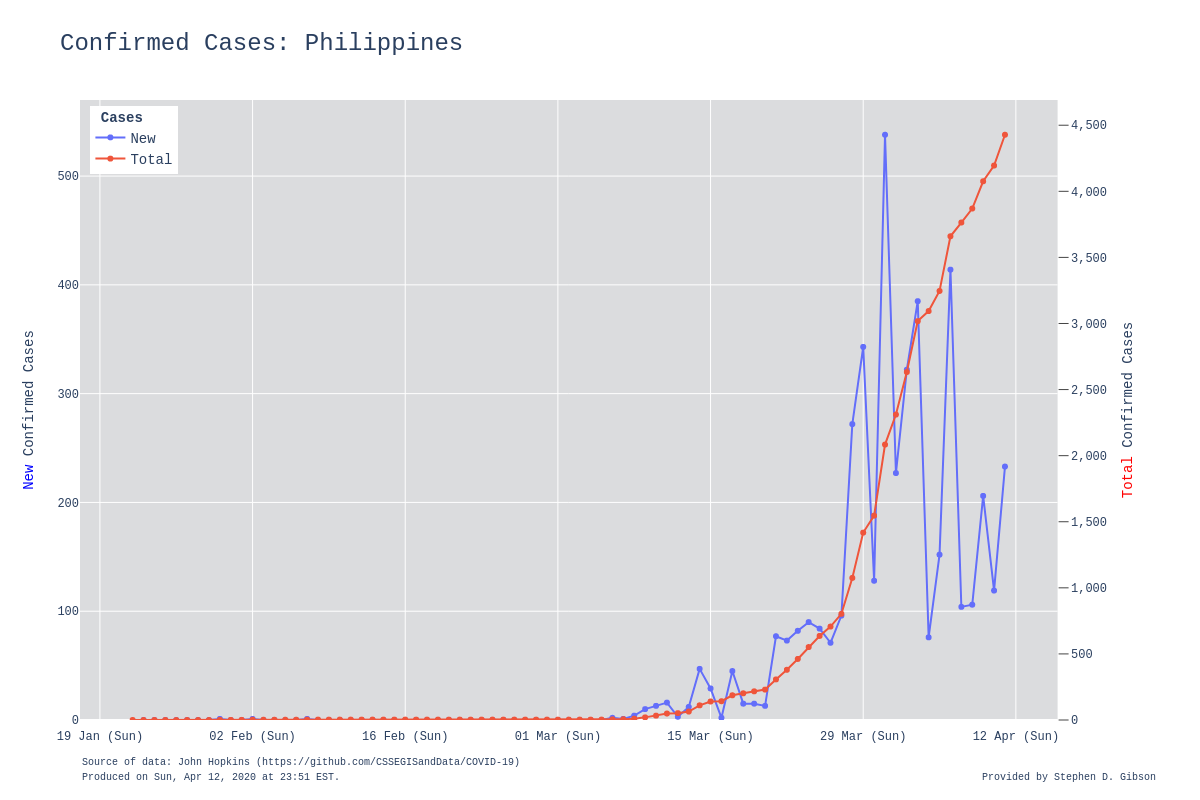 Confirmed Cases: Philippines
Cases
New
Total
500
400
300
200
100
0
New Confirmed Cases
4,500
4,000
3,500
3,000
2,500
2,000
1,500
1,000
500
0
Total Confirmed Cases
19 Jan (Sun) 02 Feb (Sun) 16 Feb (Sun) 01 Mar (Sun) 15 Mar (Sun) 29 Mar (Sun) 12 Apr (Sun)
Source of data: John Hopkins (https://github.com/CSSEGISandData/COVID-19)
Produced on Sun, Apr 12, 2020 at 23:51 EST.
Provided by Stephen D. Gibson